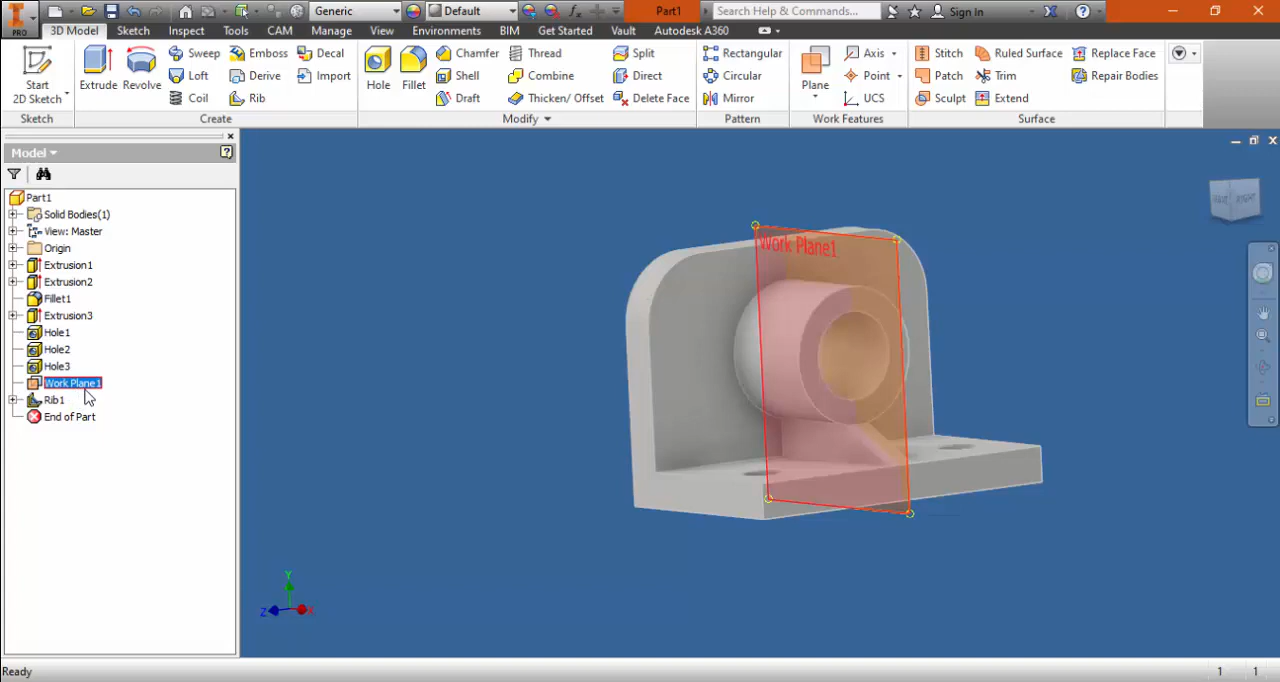 PRO
Generic
Default
Part1
Search Help & Commands...
Sign In
3D Model Sketch Inspect Tools CAM Manage View Environments BIM Get Started Vault Autodesk A360
Start
2D Sketch
Sketch
Extrude
Revolve
Sweep
Loft
Coil
Emboss
Derive
Rib
Decal
Import
Create
Hole
Fillet
Chamfer
Shell
Draft
Thread
Combine
Thicken/ Offset
Split
Direct
Delete Face
Modify
Rectangular
Circular
Mirror
Pattern
Plane
Axis
Point
UCS
Work Features
Stitch
Patch
Sculpt
Ruled Surface
Trim
Extend
Replace Face
Repair Bodies
Surface
Model
Part1
Solid Bodies(1)
View: Master
Origin
Extrusion1
Extrusion2
Fillet1
Extrusion3
Hole1
Hole2
Hole3
Work Plane1
Rib1
End of Part
Work Plane1
RIGHT
Y
Z
X
Ready
1 1